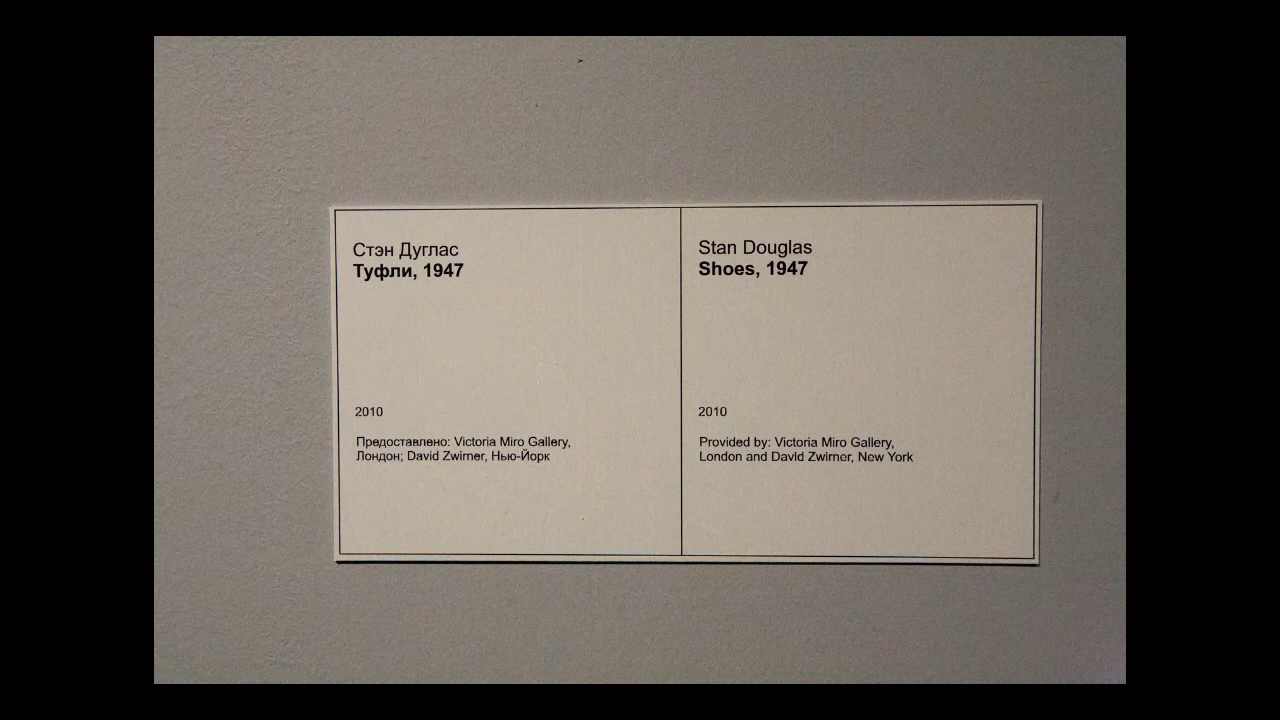 Стэн Дуглас
Туфли, 1947
2010
Предоставлено: Victoria Miro Gallery,
Лондон; David Zwirner, Нью-Йорк
Stan Douglas
Shoes, 1947
2010
Provided by: Victoria Miro Gallery,
London and David Zwirner, New York